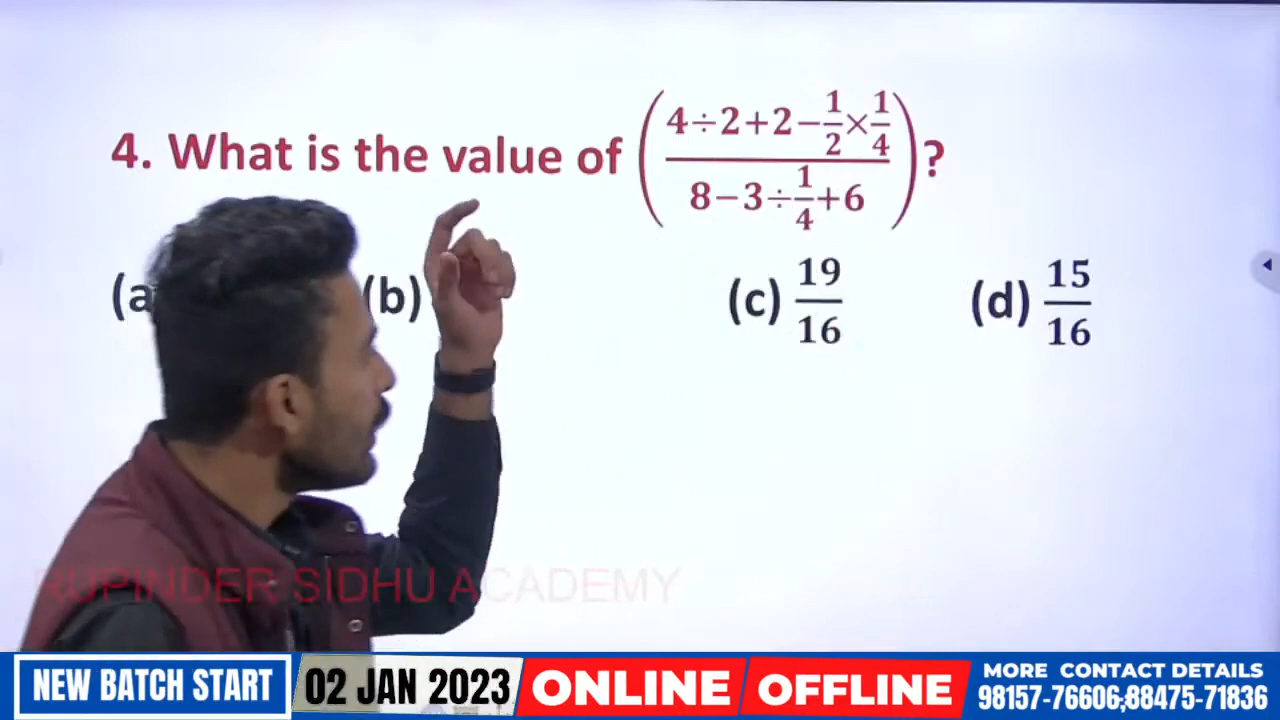 4. What is the value of (4÷2+2−1/2×1/4 / 8−3÷1/4+6)?
(a (b) (c) 19/16 (d) 15/16
RUPINDER SIDHU ACADEMY
NEW BATCH START 02 JAN 2023 ONLINE OFFLINE MORE CONTACT DETAILS
98157-76606,88475-71836